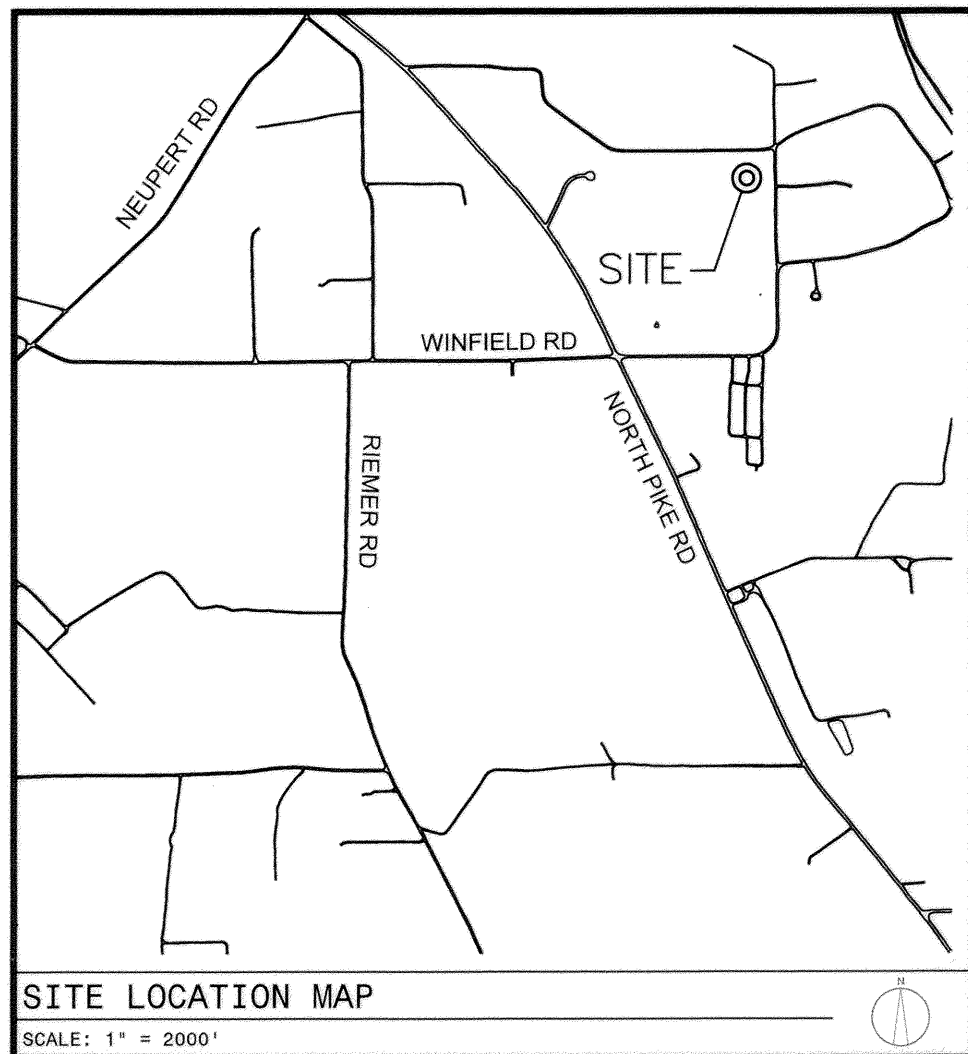 NEUPERT RD
SITE
WINFIELD RD
RIEMER RD
NORTH PIKE RD
SITE LOCATION MAP
N
SCALE: 1" = 2000'